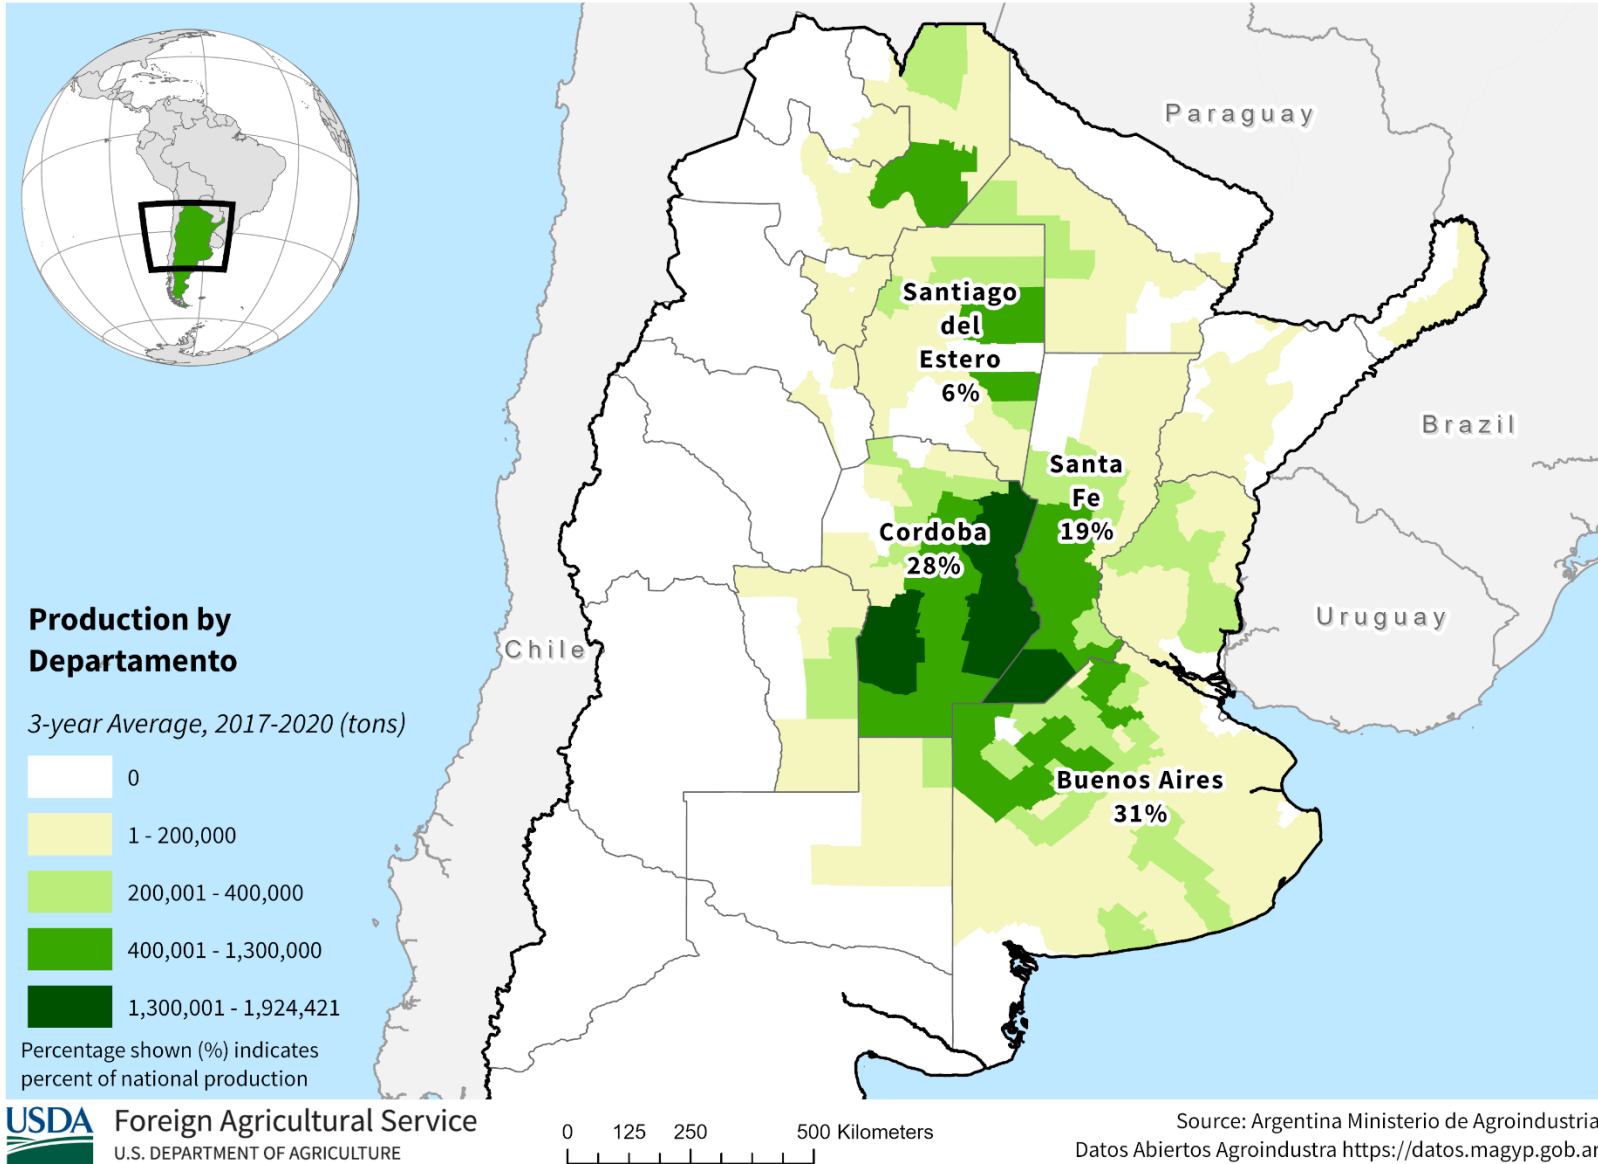 Paraguay
Santiago
del
Estero
6%
Brazil
Santa
Fe
19%
Cordoba
28%
Uruguay
Chile
Buenos Aires
31%
Production by
Departamento
3-year Average, 2017-2020 (tons)
0
1 - 200,000
200,001 - 400,000
400,001 - 1,300,000
1,300,001 - 1,924,421
Percentage shown (%) indicates
percent of national production
USDA
Foreign Agricultural Service
U.S. DEPARTMENT OF AGRICULTURE
0 125 250 500 Kilometers
Source: Argentina Ministerio de Agroindustria
Datos Abiertos Agroindustra https://datos.magyp.gob.ar